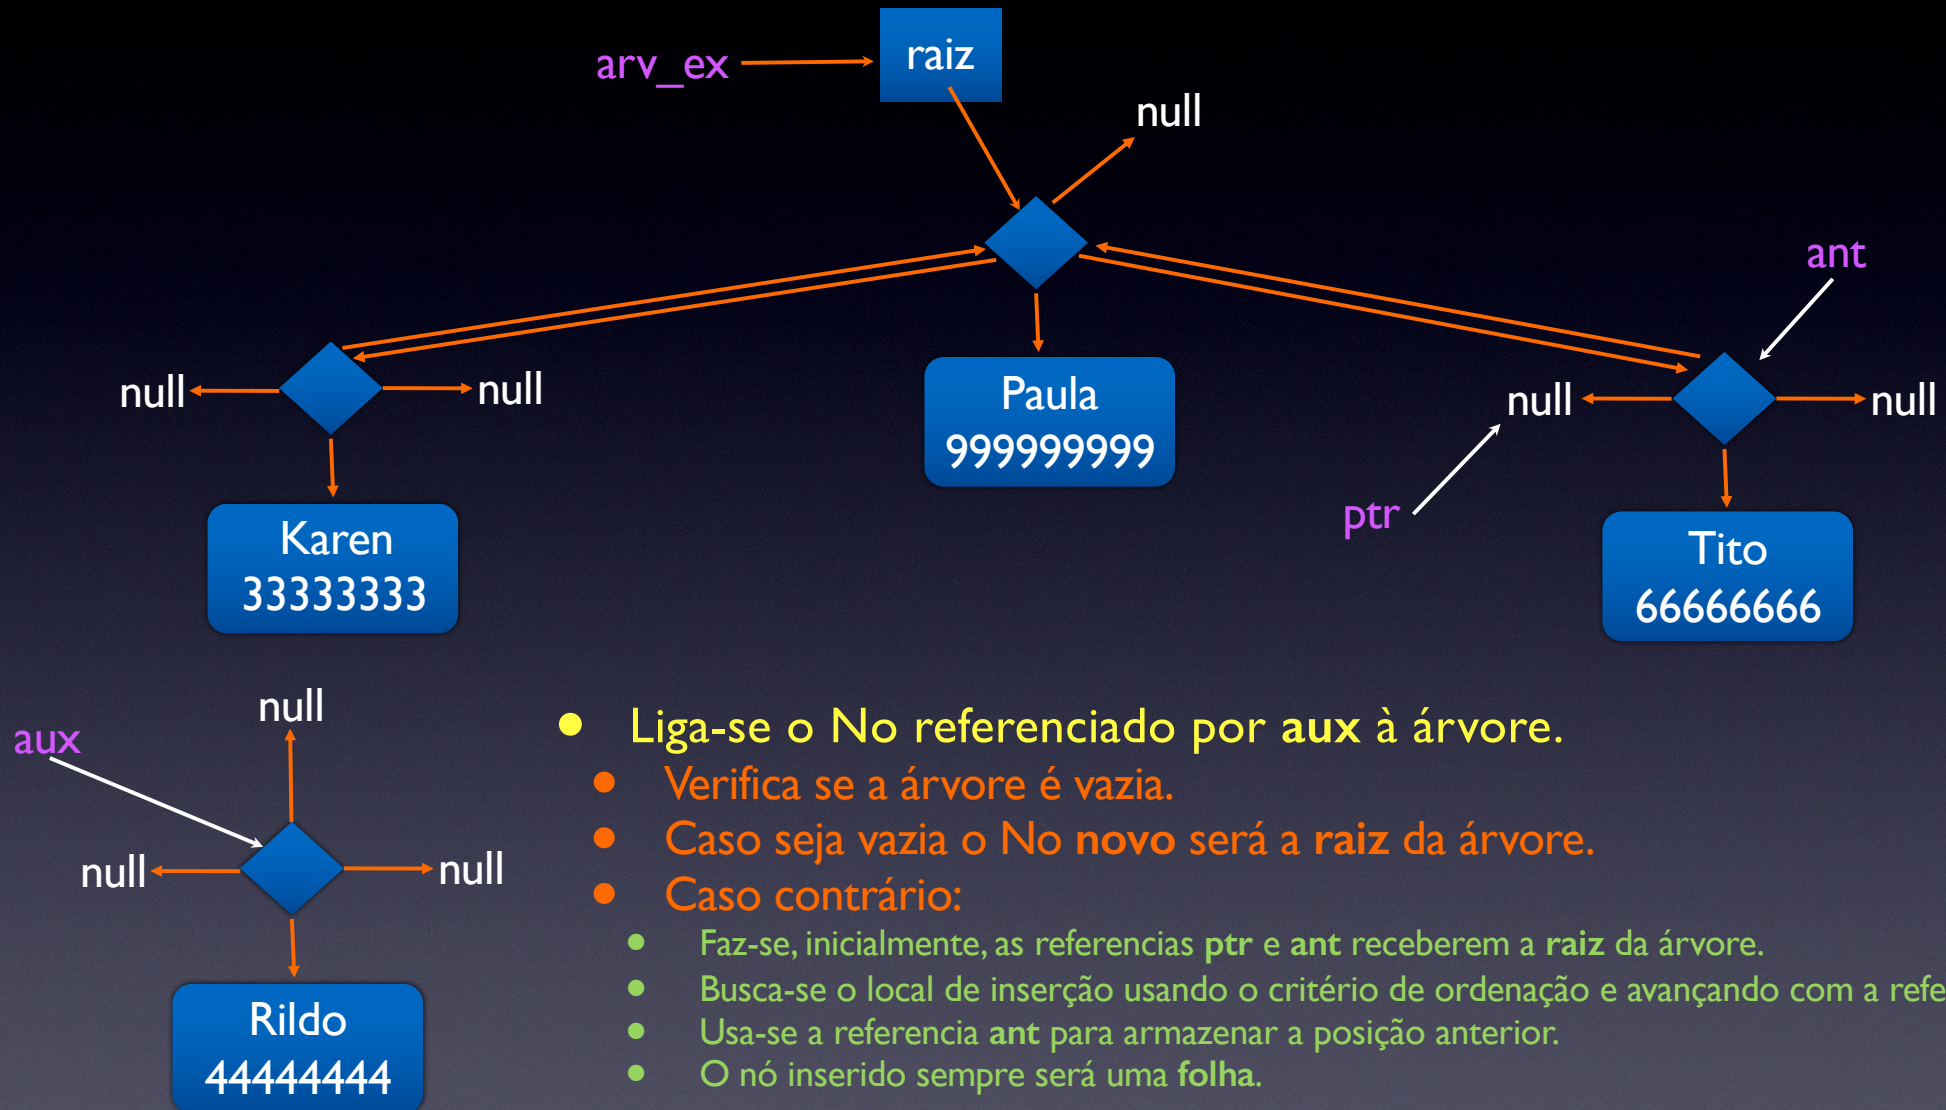 arv_ex
raiz
null
ant
null
null
Paula
999999999
null
null
ptr
Karen
33333333
Tito
66666666
null
aux
null
null
Rildo
44444444
• Liga-se o No referenciado por aux à árvore.
• Verifica se a árvore é vazia.
• Caso seja vazia o No novo será a raiz da árvore.
• Caso contrário:
• Faz-se, inicialmente, as referencias ptr e ant receberem a raiz da árvore.
• Busca-se o local de inserção usando o critério de ordenação e avançando com a refe
• Usa-se a referencia ant para armazenar a posição anterior.
• O nó inserido sempre será uma folha.